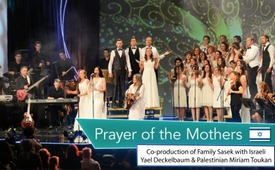 Prayer of the Mothers
Co-production of Family Sasek with Israeli
Yael Deckelbaum & Palestinian Miriam Toukan